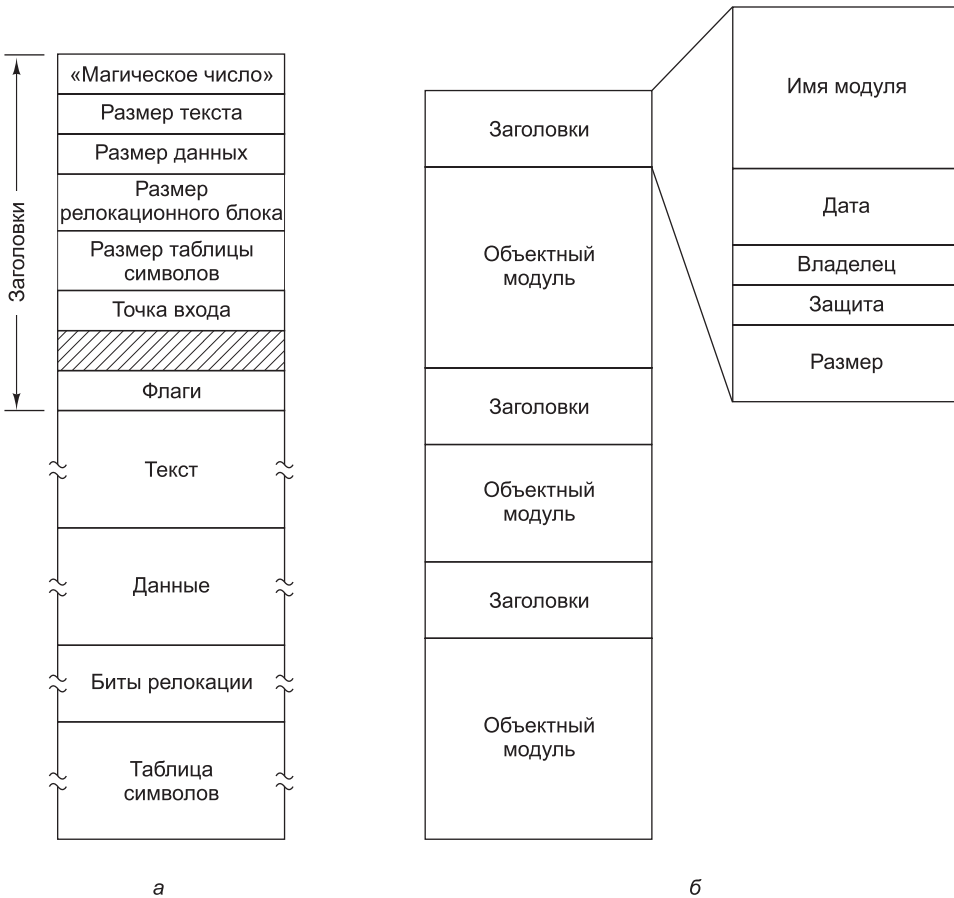 Заголовки
«Магическое число»
Размер текста
Размер данных
Размер
релокационного блока
Размер таблицы
символов
Точка входа
Флаги
Текст
Данные
Биты релокации
Таблица
символов
а
Заголовки
Объектный
модуль
Заголовки
Объектный
модуль
Заголовки
Объектный
модуль
Имя модуля
Дата
Владелец
Защита
Размер
б